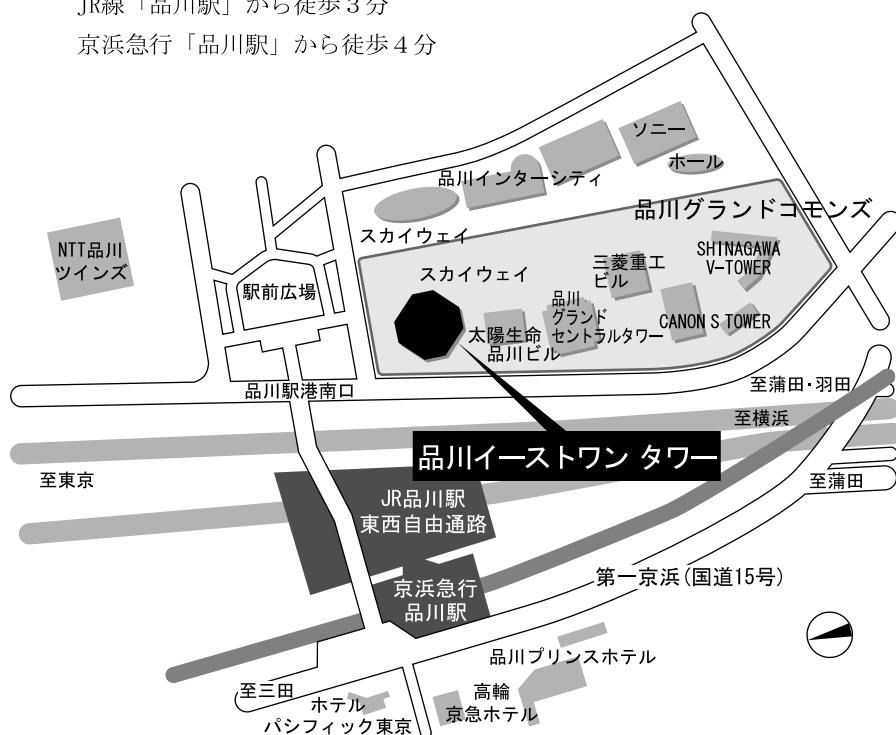 JR線「品川駅」から徒歩３分
京浜急行「品川駅」から徒歩４分
ソニー
ホール
品川インターシティ
品川グランドコモンズ
スカイウェイ
NTT品川
ツインズ
スカイウェイ
三菱重工
ビル
SHINAGAWA
V-TOWER
駅前広場
品川
グランド
セントラルタワー
CANON S TOWER
太陽生命
品川ビル
品川駅港南口
至蒲田・羽田
至横浜
品川イーストワン タワー
至東京
至蒲田
JR品川駅
東西自由通路
京浜急行
品川駅
第一京浜(国道15号)
品川プリンスホテル
至三田
ホテル
パシフィック東京
高輪
京急ホテル